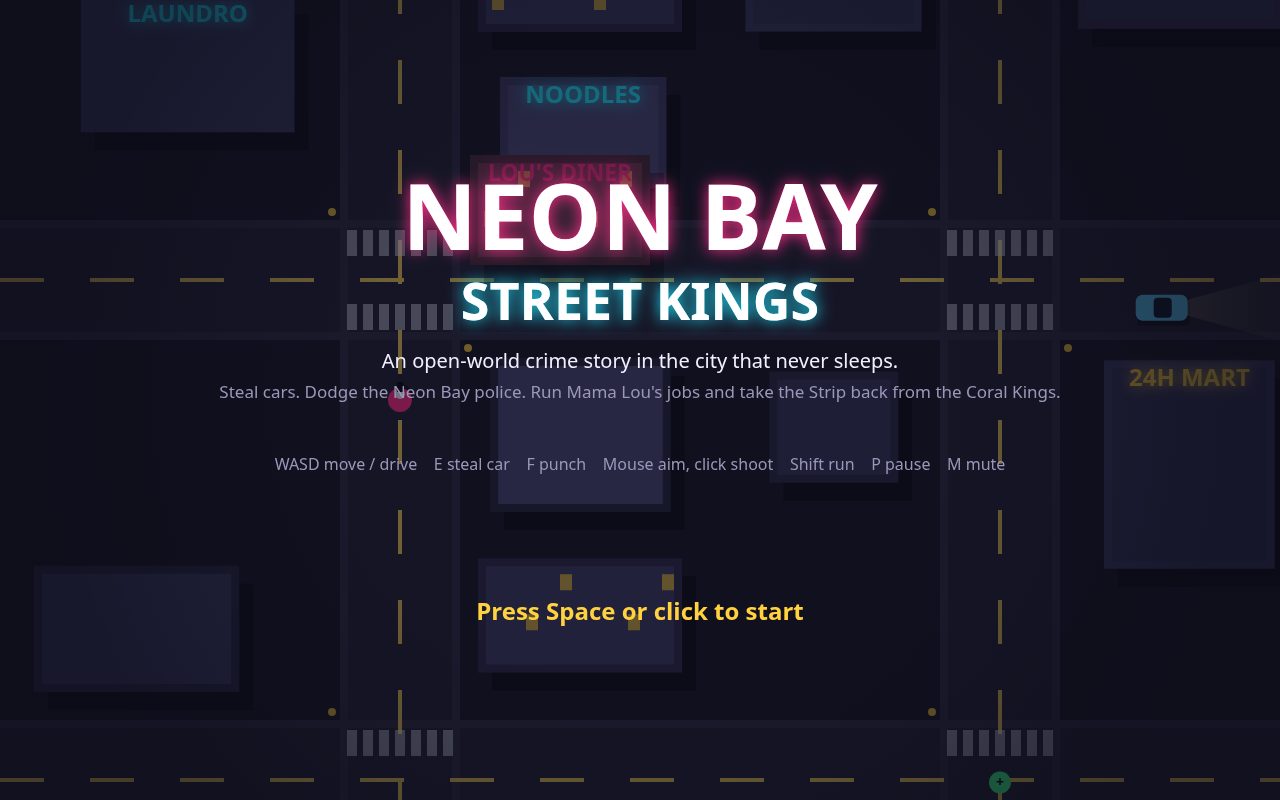 LAUNDRO
NOODLES
LOU'S DINER
NEON BAY
STREET KINGS
An open-world crime story in the city that never sleeps.
Steal cars. Dodge the Neon Bay police. Run Mama Lou's jobs and take the Strip back from the Coral Kings.
24H MART
WASD move / drive E steal car F punch Mouse aim, click shoot Shift run P pause M mute
Press Space or click to start
+